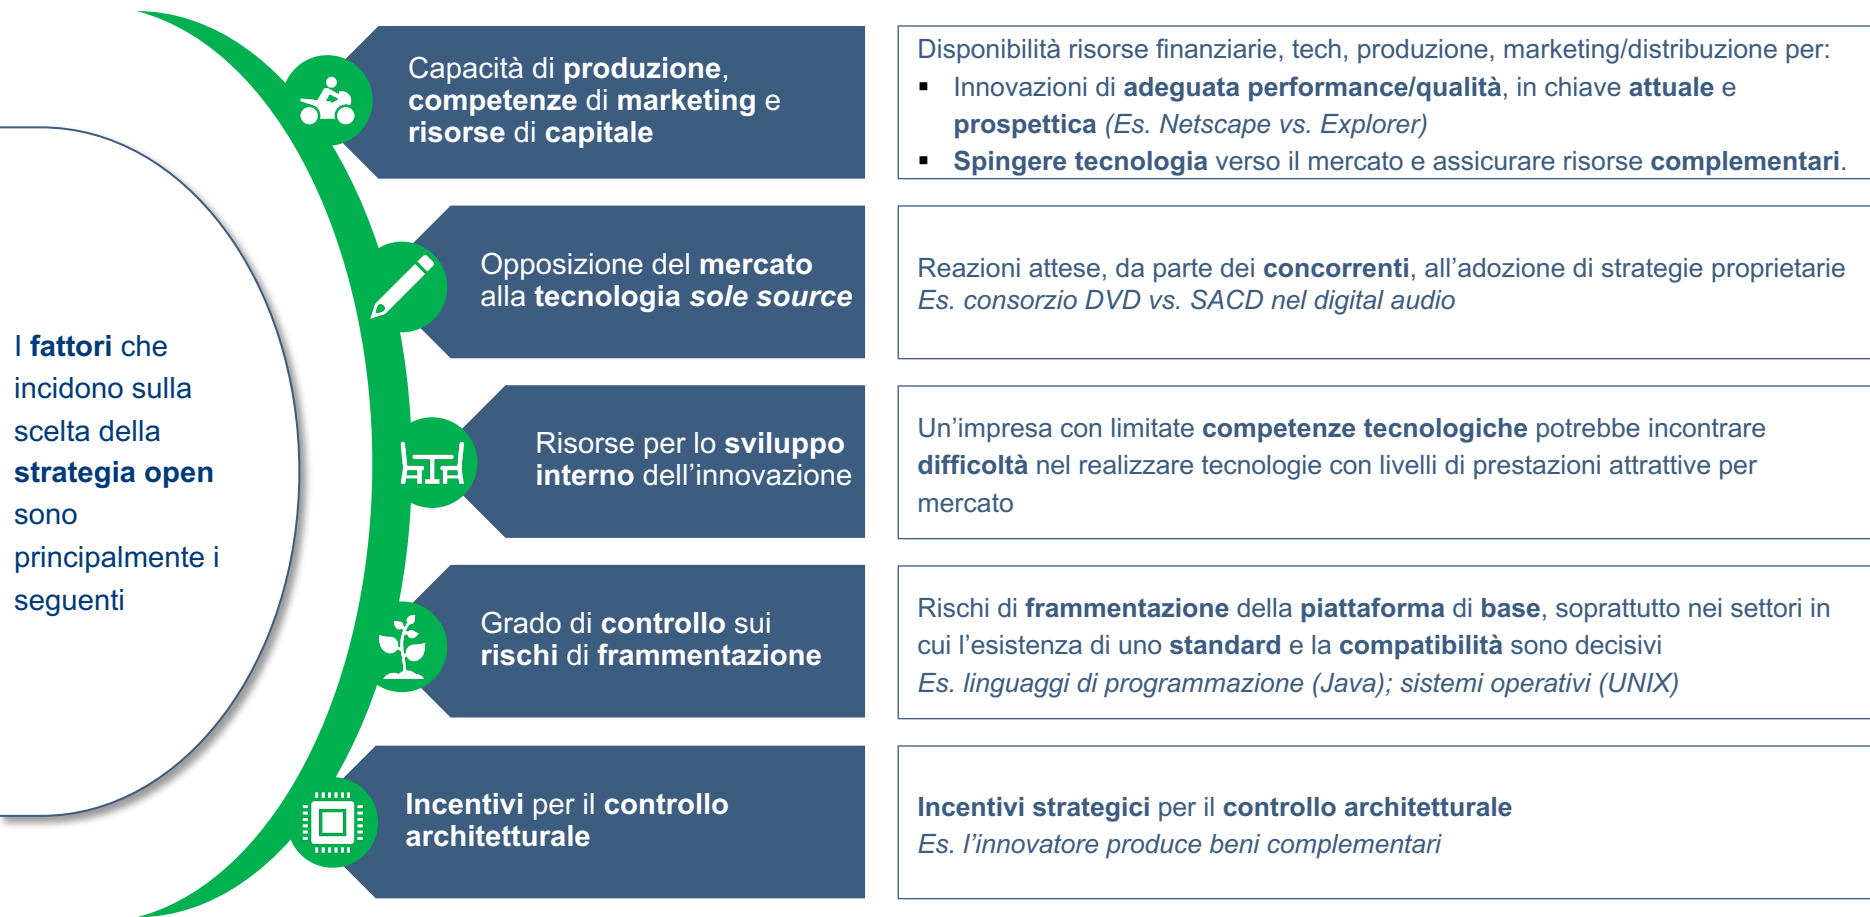 I fattori che
incidono sulla
scelta della
strategia open
sono
principalmente i
seguenti
Capacità di produzione,
competenze di marketing e
risorse di capitale
Disponibilità risorse finanziarie, tech, produzione, marketing/distribuzione per:
▪ Innovazioni di adeguata performance/qualità, in chiave attuale e
prospettica (Es. Netscape vs. Explorer)
▪ Spingere tecnologia verso il mercato e assicurare risorse complementari.
Opposizione del mercato
alla tecnologia sole source
Reazioni attese, da parte dei concorrenti, all’adozione di strategie proprietarie
Es. consorzio DVD vs. SACD nel digital audio
Risorse per lo sviluppo
interno dell’innovazione
Un’impresa con limitate competenze tecnologiche potrebbe incontrare
difficoltà nel realizzare tecnologie con livelli di prestazioni attrattive per
mercato
Grado di controllo sui
rischi di frammentazione
Rischi di frammentazione della piattaforma di base, soprattutto nei settori in
cui l’esistenza di uno standard e la compatibilità sono decisivi
Es. linguaggi di programmazione (Java); sistemi operativi (UNIX)
Incentivi per il controllo
architetturale
Incentivi strategici per il controllo architetturale
Es. l’innovatore produce beni complementari